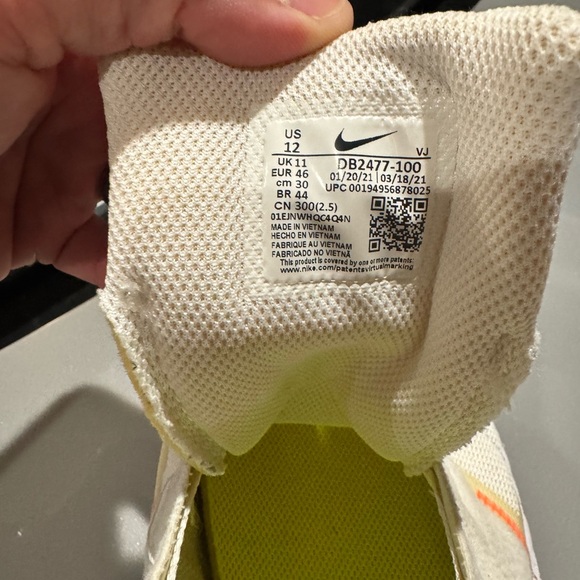 US
12
VJ
UK 11
DB2477-100
EUR 46
01/20/21 03/18/21
cm 30
UPC 00194956878025
BR 44
CN 300(2.5)
01EJNWHQC4Q4N
MADE IN VIETNAM
HECHO EN VIETNAM
FABRIQUE AU VIETNAM
FABRICADO NO VIETNÃ
This product is covered by one or more patents:
www.nike.com/patentsvirtualmarking